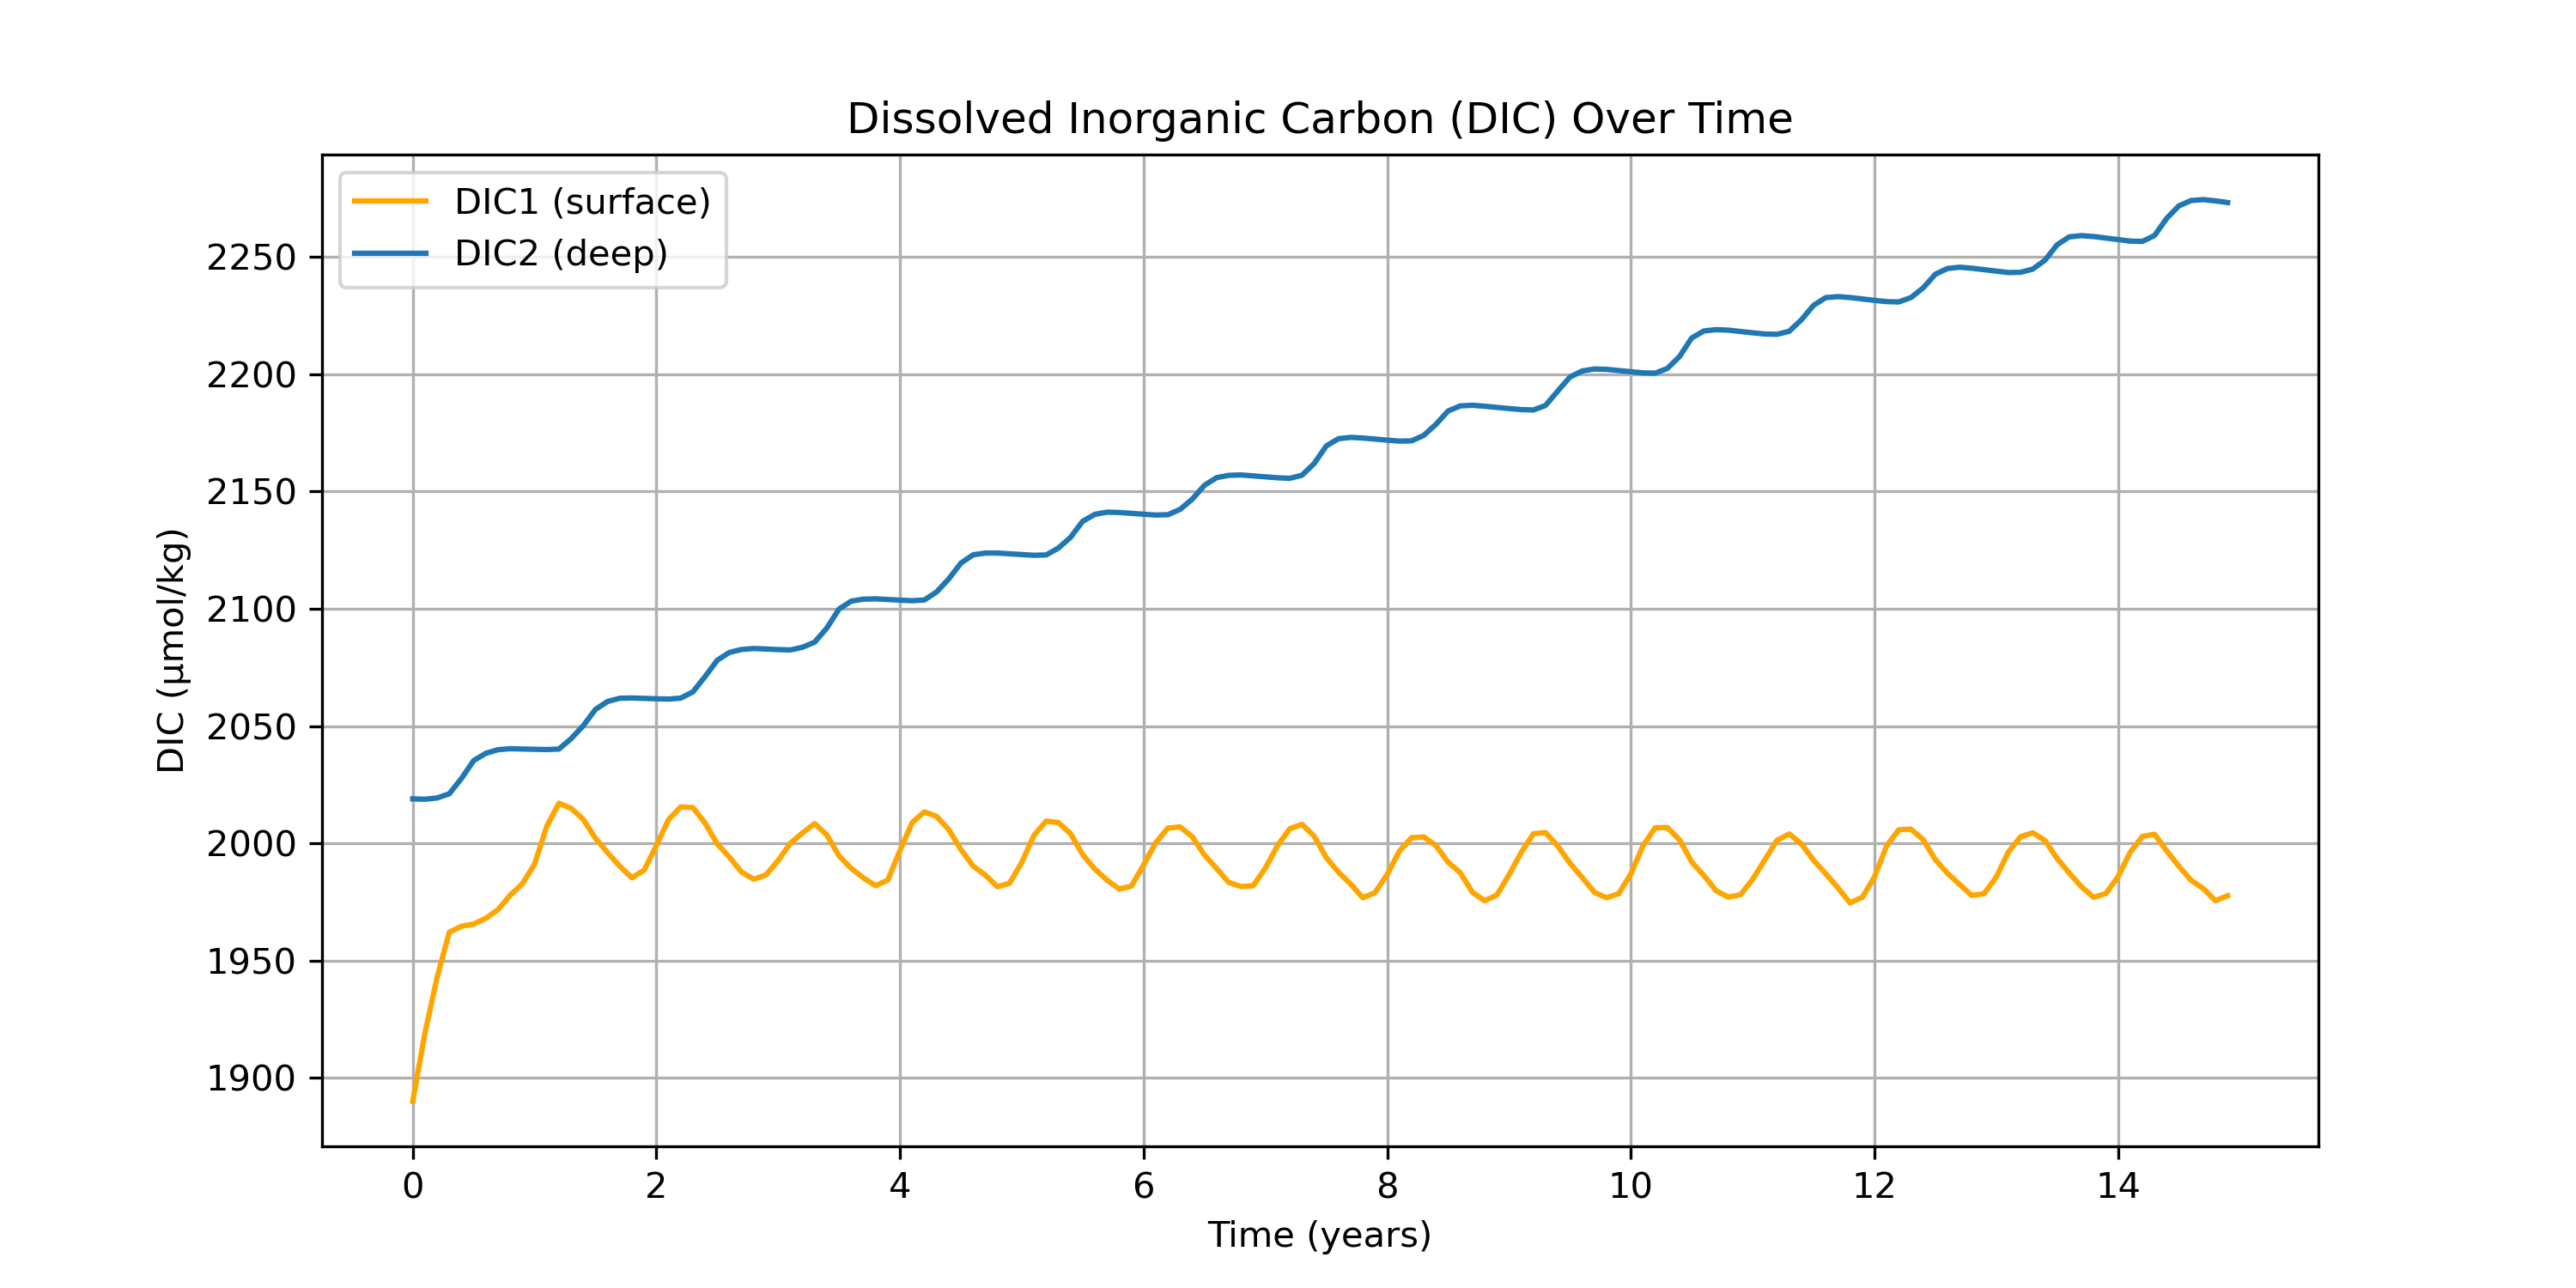 Dissolved Inorganic Carbon (DIC) Over Time
DIC1 (surface)
DIC2 (deep)
DIC (µmol/kg)
2250
2200
2150
2100
2050
2000
1950
1900
0 2 4 6 8 10 12 14
Time (years)